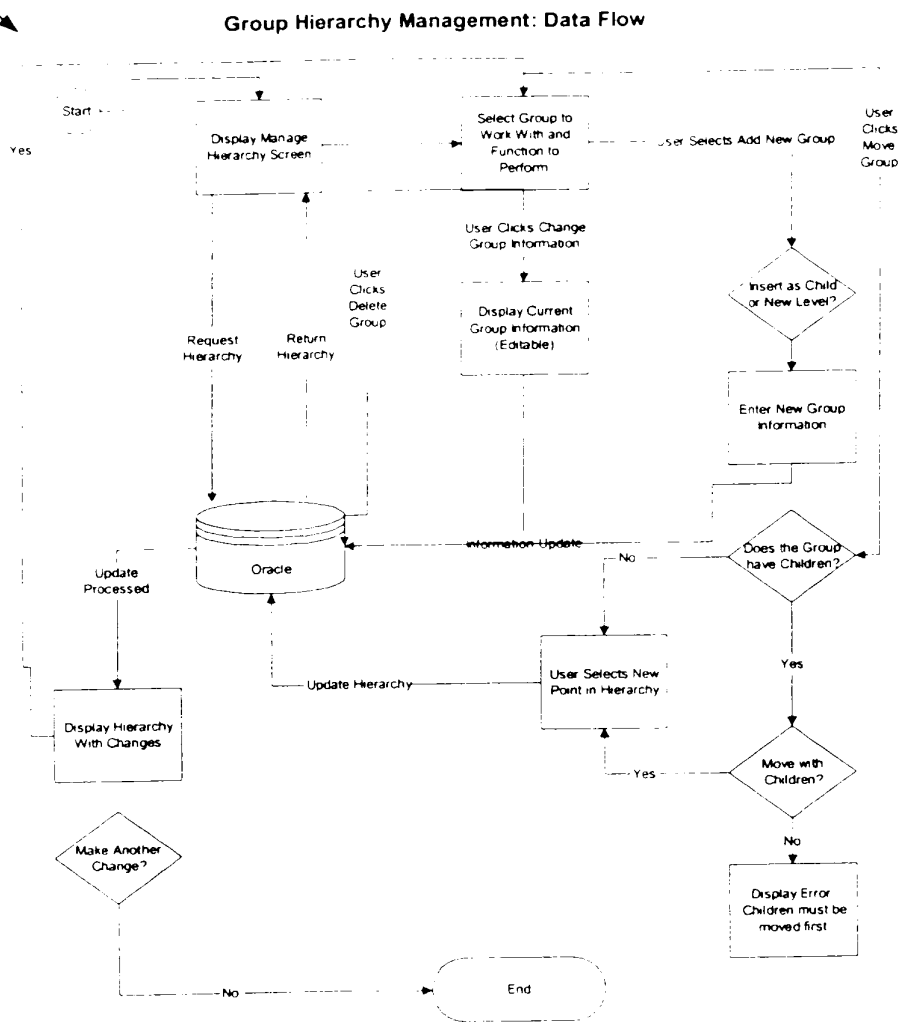 Group Hierarchy Management: Data Flow
Start
Yes
Display Manage
Hierarchy Screen
Select Group to
Work With and
Function to
Perform
User Selects Add New Group
User
Clicks
Move
Group
User Clicks Change
Group Information
User
Clicks
Delete
Group
Insert as Child
or New Level?
Display Current
Group Information
(Editable)
Request
Hierarchy
Return
Hierarchy
Enter New Group
Information
Information Update
Oracle
Does the Group
have Children?
No
Update
Processed
Yes
User Selects New
Point in Hierarchy
Update Hierarchy
Display Hierarchy
With Changes
Move with
Children?
Yes
No
Make Another
Change?
Display Error
Children must be
moved first
No
End